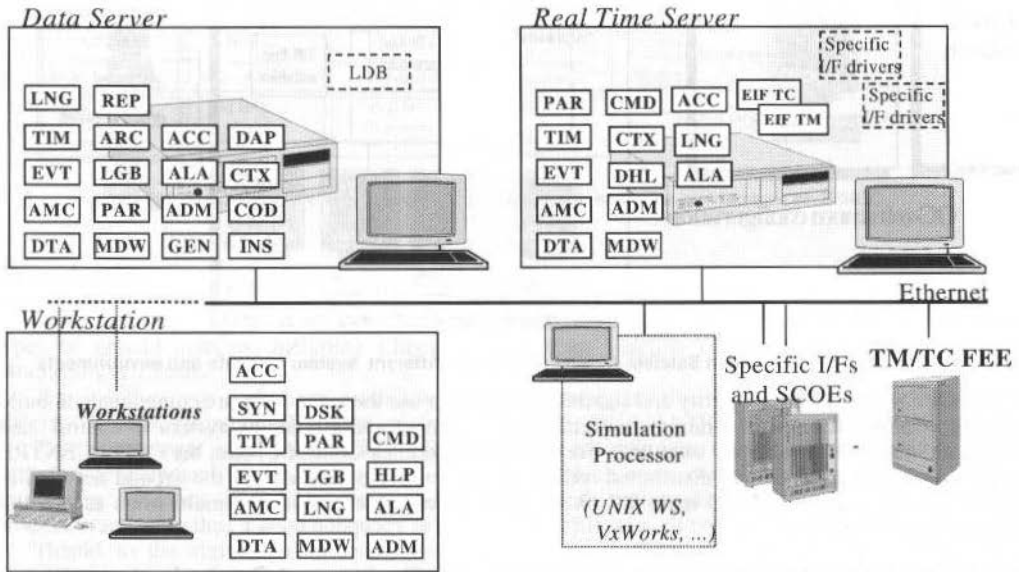 Data Server
LDB
LNG REP
TIM ARC ACC DAP
EVT LGB ALA CTX
AMC PAR ADM COD
DTA MDW GEN INS
Real Time Server
Specific
I/F drivers
Specific
I/F drivers
PAR CMD ACC EIF TC
EIF TM
TIM CTX LNG
EVT DHL ALA
AMC ADM
DTA MDW
Ethernet
Workstation
Workstations
ACC
SYN DSK
TIM PAR CMD
EVT LGB HLP
AMC LNG ALA
DTA MDW ADM
Simulation
Processor
(UNIX WS,
VxWorks, ...)
Specific I/Fs
and SCOEs
TM/TC FEE